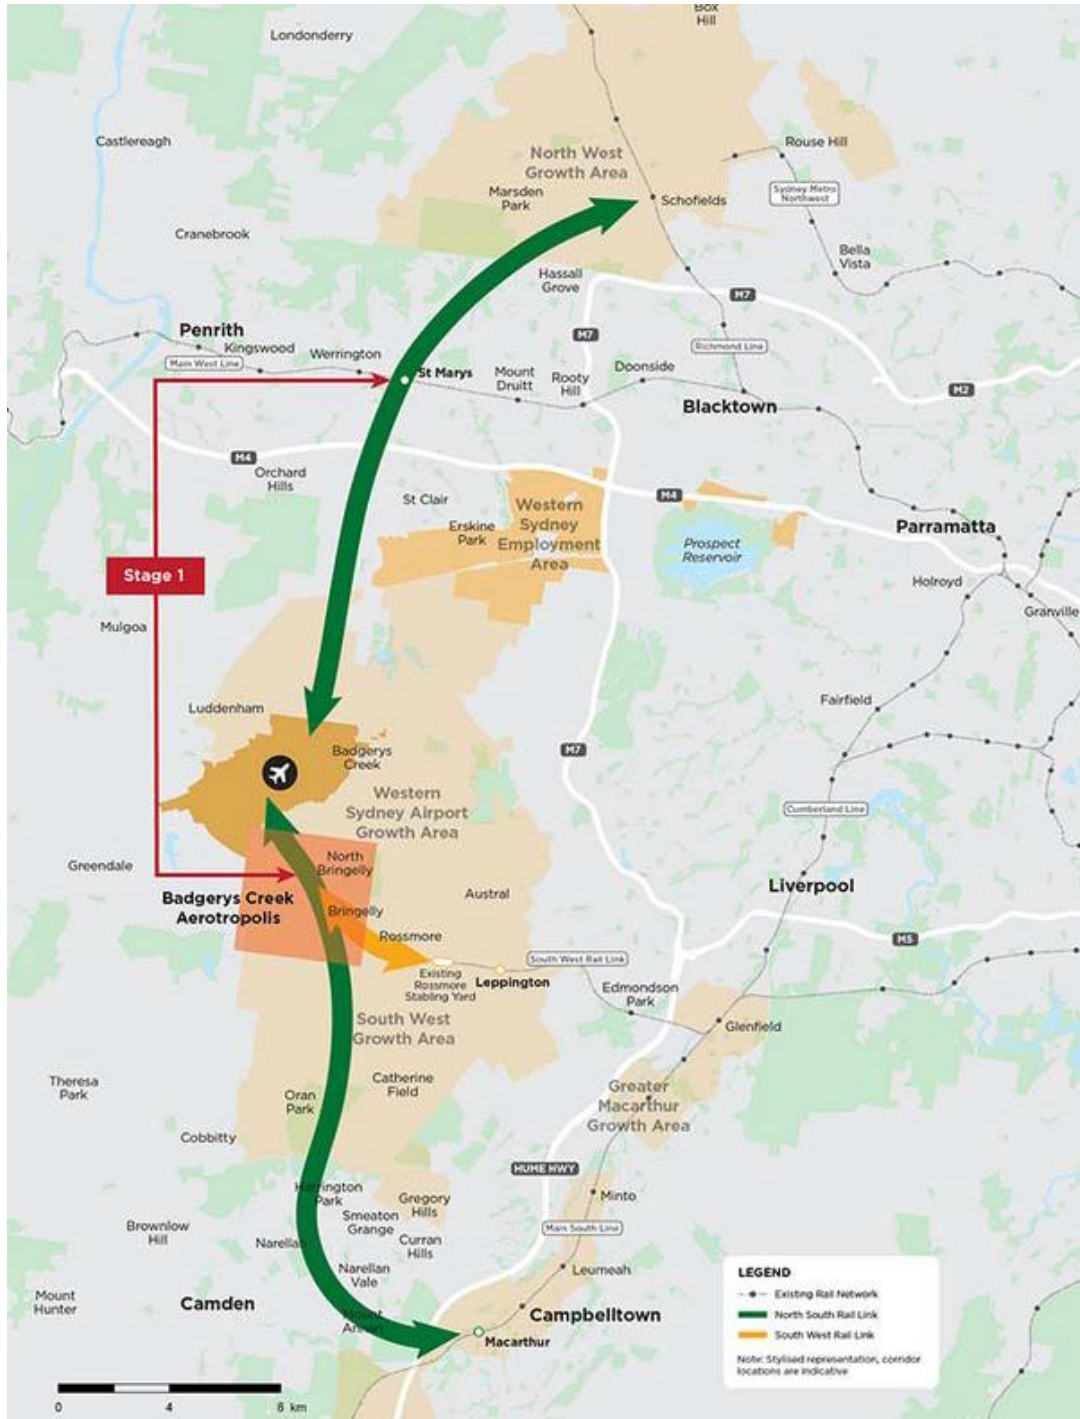 Box
Hill
Londonderry
Castlereagh
Rouse Hill
North West
Growth Area
Marsden
Park
Sydney Metro
Northwest
Schofields
Cranebrook
Bella
Vista
Hassall
Grove
M7
M7
Penrith
Kingswood
Main West Line
Werrington
St Marys
Mount
Druitt
Rooty
Hill
Doonside
Richmond Line
M2
Blacktown
M4
Orchard
Hills
St Clair
M4
Western
Sydney
Employment
Area
Erskine
Park
Prospect
Reservoir
Parramatta
Stage 1
Holroyd
Granville
Mulgoa
Luddenham
Fairfield
Badgerys
Creek
M7
Western
Sydney Airport
Growth Area
Cumberland Line
Greendale
North
Bringelly
Badgerys Creek
Aerotropolis
Liverpool
Austral
Bringelly
Rossmore
M5
South West Rail Link
Existing
Rossmore
Stabling Yard
Leppington
Edmondson
Park
Glenfield
South West
Growth Area
Theresa
Park
Catherine
Field
Oran
Park
Greater
Macarthur
Growth Area
Cobbitty
HUME HWY
Harrington
Park
Gregory
Hills
Minto
Smeaton
Grange
Brownlow
Hill
Main South Line
Narellan
Curran
Hills
Narellan
Vale
Leumeah
Mount
Hunter
Camden
Mount
Annan
Campbelltown
Macarthur
LEGEND
Existing Rail Network
North South Rail Link
South West Rail Link
Note: Stylised representation, corridor
locations are indicative
0 4 8 km